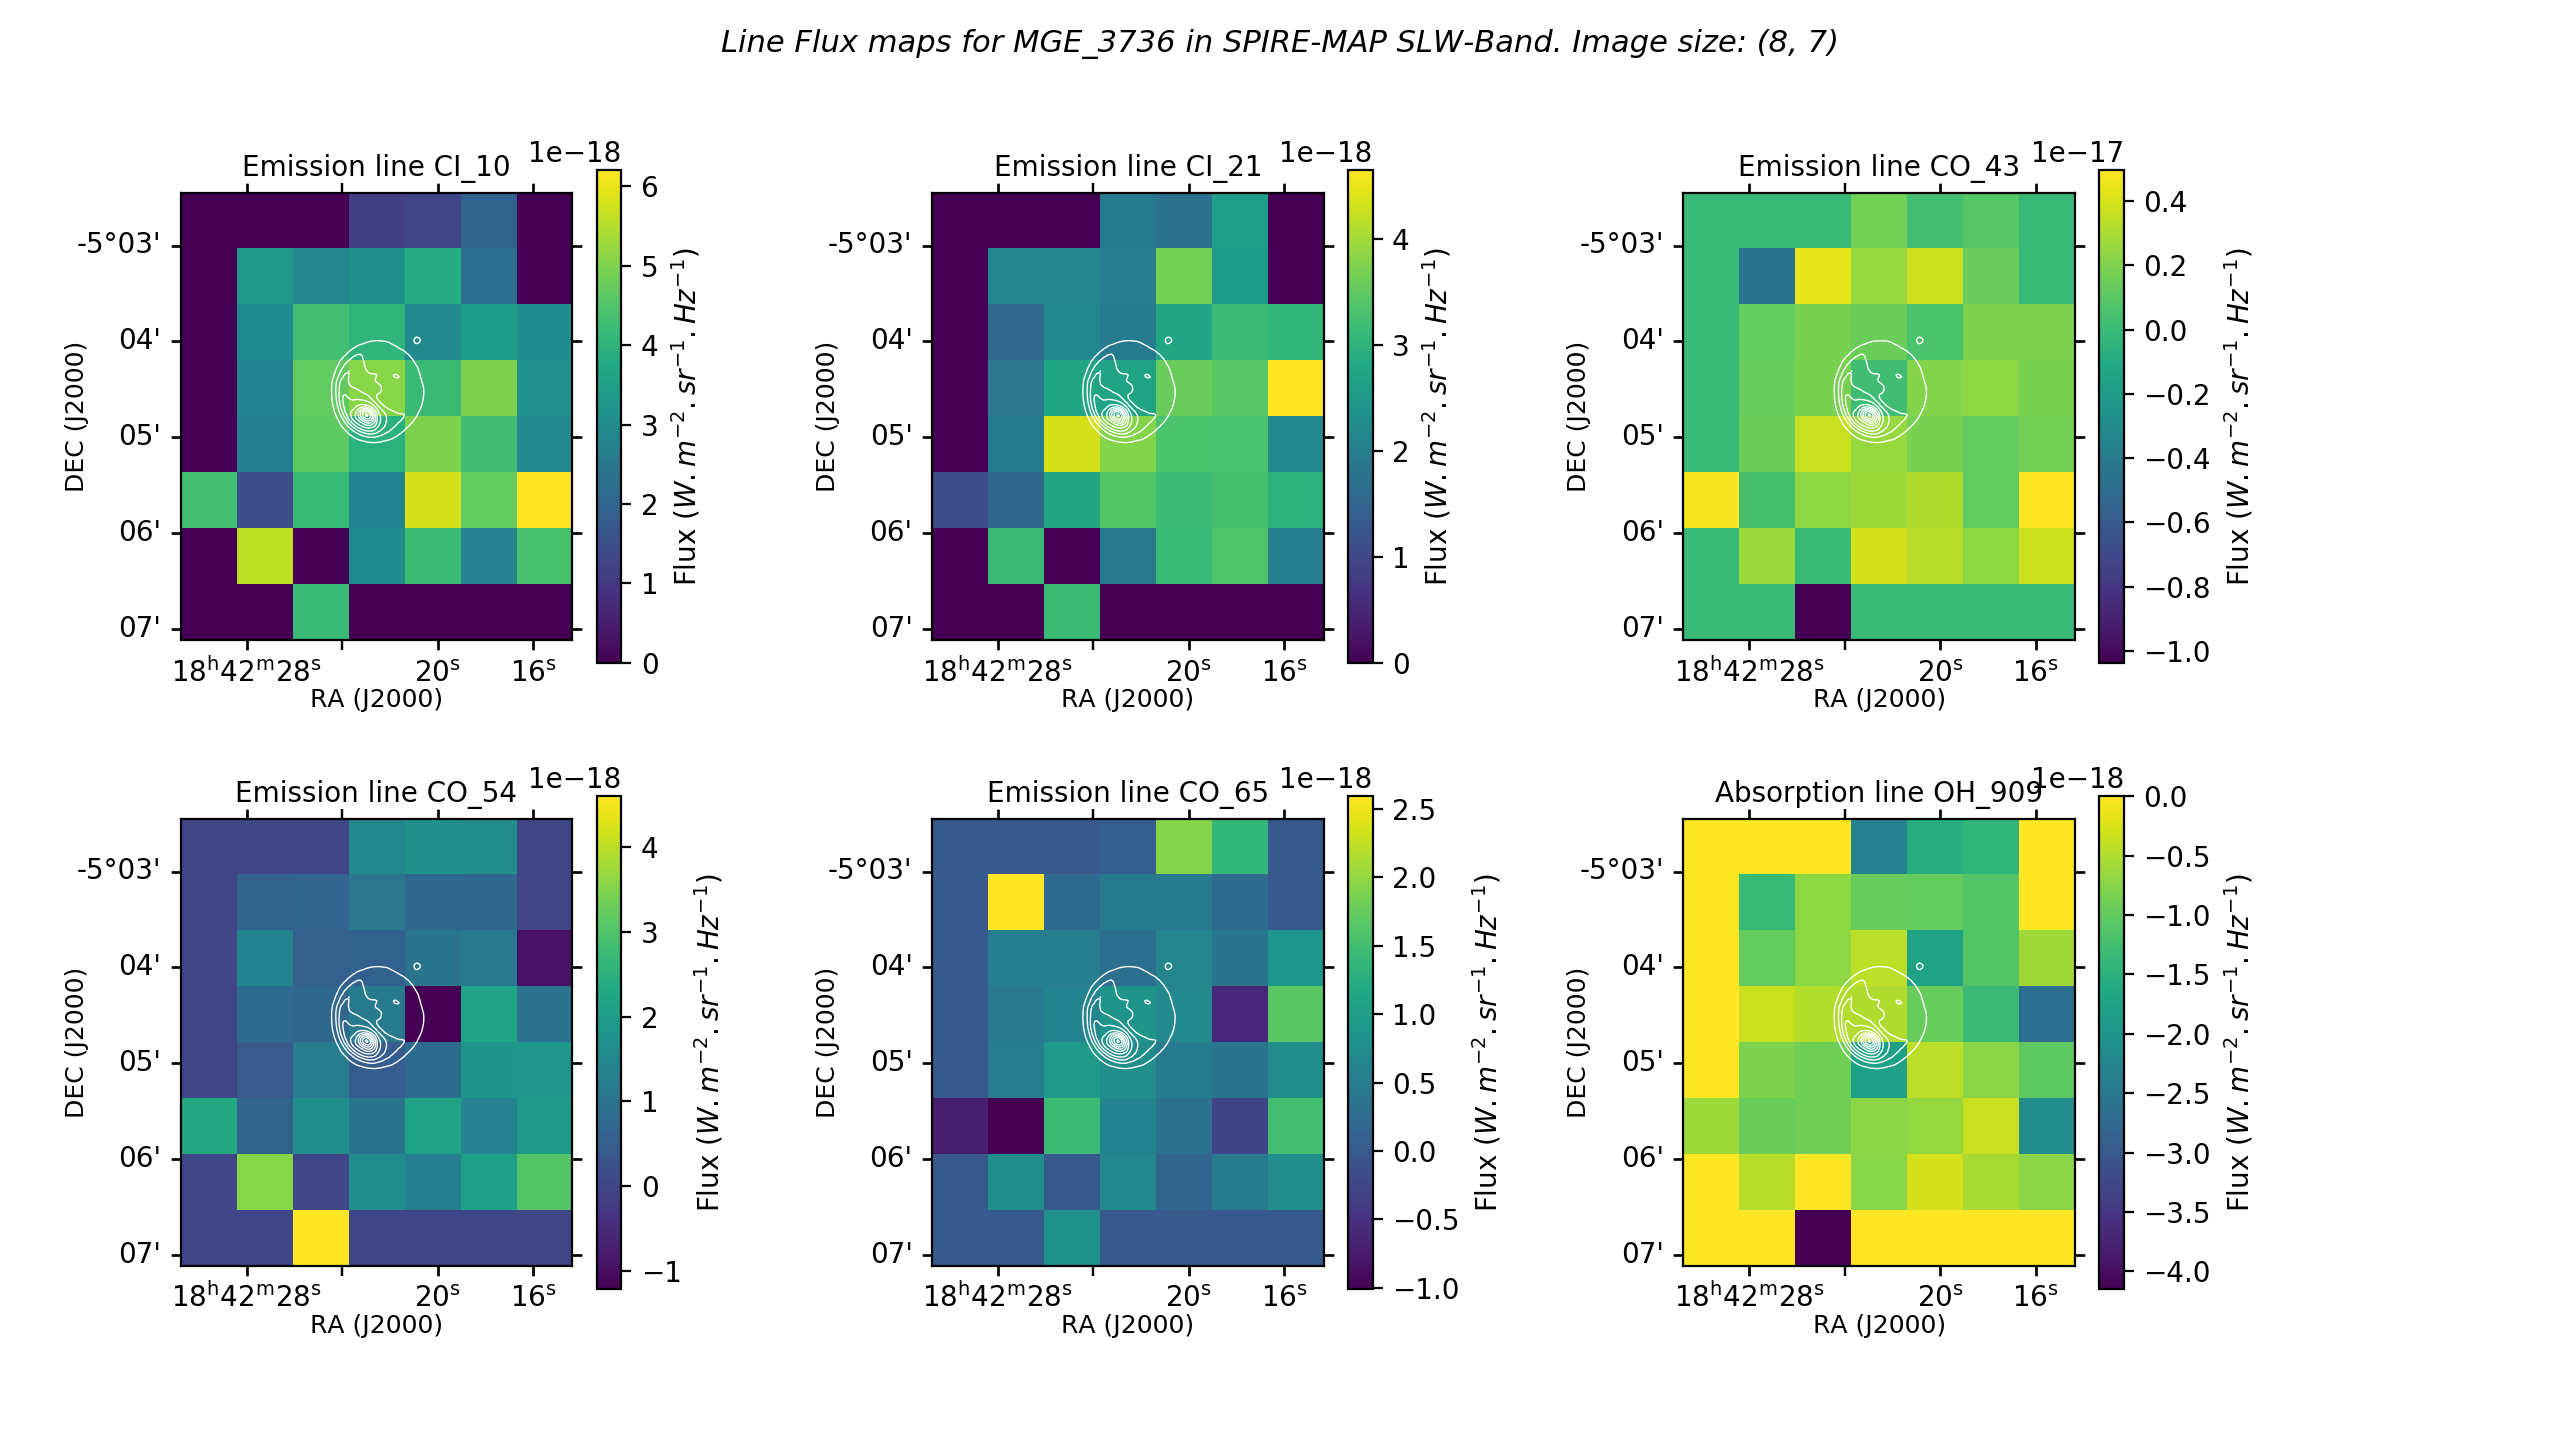 Line Flux maps for MGE_3736 in SPIRE-MAP SLW-Band. Image size: (8, 7)
Emission line CI_10
1e−18
-5°03'
04'
05'
06'
07'
DEC (J2000)
18ʰ42ᵐ28ˢ 20ˢ 16ˢ
RA (J2000)
6
5
4
3
2
1
0
Flux (W.m⁻².sr⁻¹.Hz⁻¹)
Emission line CI_21
1e−18
-5°03'
04'
05'
06'
07'
DEC (J2000)
18ʰ42ᵐ28ˢ 20ˢ 16ˢ
RA (J2000)
4
3
2
1
0
Flux (W.m⁻².sr⁻¹.Hz⁻¹)
Emission line CO_43
1e−17
-5°03'
04'
05'
06'
07'
DEC (J2000)
18ʰ42ᵐ28ˢ 20ˢ 16ˢ
RA (J2000)
0.4
0.2
0.0
−0.2
−0.4
−0.6
−0.8
−1.0
Flux (W.m⁻².sr⁻¹.Hz⁻¹)
Emission line CO_54
1e−18
-5°03'
04'
05'
06'
07'
DEC (J2000)
18ʰ42ᵐ28ˢ 20ˢ 16ˢ
RA (J2000)
4
3
2
1
0
−1
Flux (W.m⁻².sr⁻¹.Hz⁻¹)
Emission line CO_65
1e−18
-5°03'
04'
05'
06'
07'
DEC (J2000)
18ʰ42ᵐ28ˢ 20ˢ 16ˢ
RA (J2000)
2.5
2.0
1.5
1.0
0.5
0.0
−0.5
−1.0
Flux (W.m⁻².sr⁻¹.Hz⁻¹)
Absorption line OH_909
1e−18
-5°03'
04'
05'
06'
07'
DEC (J2000)
18ʰ42ᵐ28ˢ 20ˢ 16ˢ
RA (J2000)
0.0
−0.5
−1.0
−1.5
−2.0
−2.5
−3.0
−3.5
−4.0
Flux (W.m⁻².sr⁻¹.Hz⁻¹)